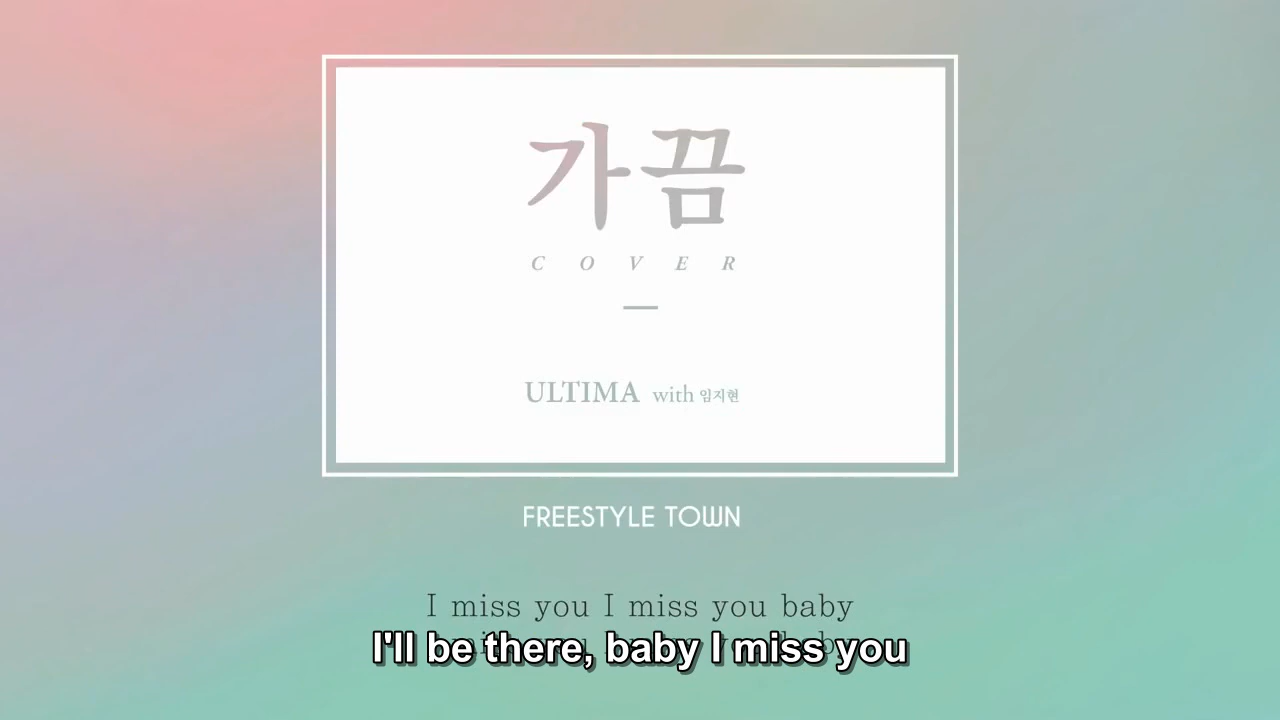 가끔
COVER
ULTIMA with 임지현
FREESTYLE TOWN
I miss you I miss you baby
I'll be there, baby I miss you